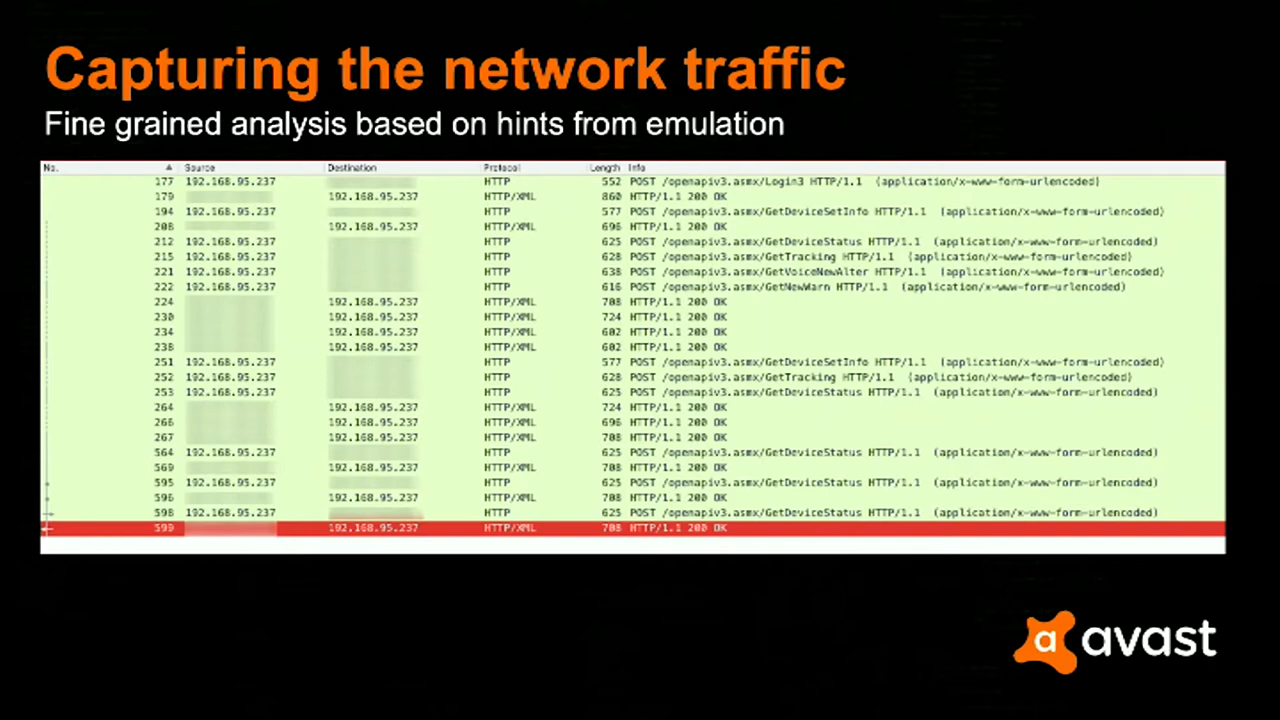 Capturing the network traffic
Fine grained analysis based on hints from emulation
No. Source Destination Protocol Length Info
177 192.168.95.237 HTTP 552 POST /openapiv3.asmx/Login3 HTTP/1.1 (application/x-www-form-urlencoded)
179 192.168.95.237 HTTP/XML 860 HTTP/1.1 200 OK
194 192.168.95.237 HTTP 577 POST /openapiv3.asmx/GetDeviceSetInfo HTTP/1.1 (application/x-www-form-urlencoded)
208 192.168.95.237 HTTP/XML 696 HTTP/1.1 200 OK
212 192.168.95.237 HTTP 625 POST /openapiv3.asmx/GetDeviceStatus HTTP/1.1 (application/x-www-form-urlencoded)
215 192.168.95.237 HTTP 628 POST /openapiv3.asmx/GetTracking HTTP/1.1 (application/x-www-form-urlencoded)
221 192.168.95.237 HTTP 638 POST /openapiv3.asmx/GetVoiceNewAlter HTTP/1.1 (application/x-www-form-urlencoded)
222 192.168.95.237 HTTP 616 POST /openapiv3.asmx/GetNewWarn HTTP/1.1 (application/x-www-form-urlencoded)
224 192.168.95.237 HTTP/XML 708 HTTP/1.1 200 OK
230 192.168.95.237 HTTP/XML 724 HTTP/1.1 200 OK
234 192.168.95.237 HTTP/XML 602 HTTP/1.1 200 OK
238 192.168.95.237 HTTP/XML 602 HTTP/1.1 200 OK
251 192.168.95.237 HTTP 577 POST /openapiv3.asmx/GetDeviceSetInfo HTTP/1.1 (application/x-www-form-urlencoded)
252 192.168.95.237 HTTP 628 POST /openapiv3.asmx/GetTracking HTTP/1.1 (application/x-www-form-urlencoded)
253 192.168.95.237 HTTP 625 POST /openapiv3.asmx/GetDeviceStatus HTTP/1.1 (application/x-www-form-urlencoded)
264 192.168.95.237 HTTP/XML 724 HTTP/1.1 200 OK
266 192.168.95.237 HTTP/XML 696 HTTP/1.1 200 OK
267 192.168.95.237 HTTP/XML 708 HTTP/1.1 200 OK
564 192.168.95.237 HTTP 625 POST /openapiv3.asmx/GetDeviceStatus HTTP/1.1 (application/x-www-form-urlencoded)
569 192.168.95.237 HTTP/XML 708 HTTP/1.1 200 OK
595 192.168.95.237 HTTP 625 POST /openapiv3.asmx/GetDeviceStatus HTTP/1.1 (application/x-www-form-urlencoded)
596 192.168.95.237 HTTP/XML 708 HTTP/1.1 200 OK
598 192.168.95.237 HTTP 625 POST /openapiv3.asmx/GetDeviceStatus HTTP/1.1 (application/x-www-form-urlencoded)
599 192.168.95.237 HTTP/XML 708 HTTP/1.1 200 OK
a avast